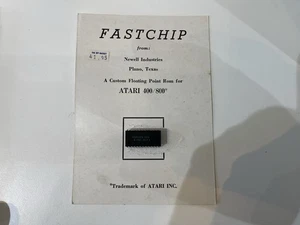 FASTCHIP
from:
Newell Industries
Plano, Texas
A Custom Floating Point Rom for
ATARI 400/800*
*Trademark of ATARI INC.